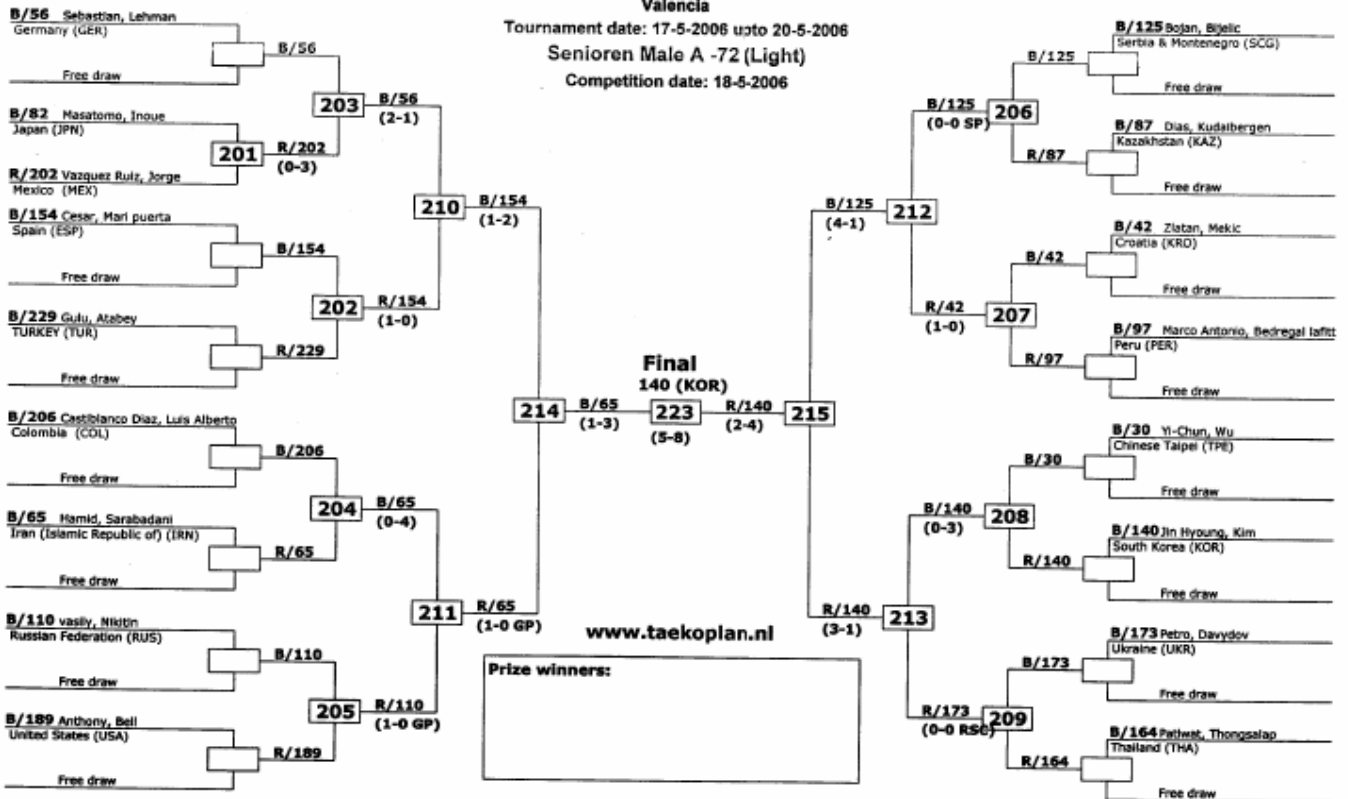 Valencia
Tournament date: 17-5-2006 upto 20-5-2006
Senioren Male A -72 (Light)
Competition date: 18-5-2006
B/56 Sebastian, Lehman
Germany (GER)
Free draw
B/56
B/82 Masatomo, Inoue
Japan (JPN)
201
R/202 Vazquez Ruiz, Jorge
Mexico (MEX)
R/202
(0-3)
203
B/56
(2-1)
B/154 Cesar, Mari puerta
Spain (ESP)
Free draw
B/154
B/229 Gulu, Atabey
TURKEY (TUR)
Free draw
R/229
202
R/154
(1-0)
210
B/154
(1-2)
B/206 Castiblanco Diaz, Luis Alberto
Colombia (COL)
Free draw
B/206
B/65 Hamid, Sarabadani
Iran (Islamic Republic of) (IRN)
Free draw
R/65
204
B/65
(0-4)
B/110 vasily, Nikitin
Russian Federation (RUS)
Free draw
B/110
B/189 Anthony, Bell
United States (USA)
Free draw
R/189
205
R/110
(1-0 GP)
211
R/65
(1-0 GP)
214
B/65
(1-3)
Final
140 (KOR)
223
(5-8)
R/140
(2-4)
215
B/125
(4-1)
212
B/125
(0-0 SP)
206
B/125
B/125 Bojan, Bijelic
Serbia & Montenegro (SCG)
Free draw
R/87
B/87 Dias, Kudaibergen
Kazakhstan (KAZ)
Free draw
R/42
(1-0)
207
B/42
B/42 Zlatan, Mekic
Croatia (KRO)
Free draw
R/97
B/97 Marco Antonio, Bedregal lafitt
Peru (PER)
Free draw
R/140
(3-1)
213
B/140
(0-3)
208
B/30
B/30 Yi-Chun, Wu
Chinese Taipei (TPE)
Free draw
R/140
B/140 Jin Hyoung, Kim
South Korea (KOR)
Free draw
R/173
(0-0 RSC)
209
B/173
B/173 Petro, Davydov
Ukraine (UKR)
Free draw
R/164
B/164 Patiwat, Thongsalap
Thailand (THA)
Free draw
www.taekoplan.nl
Prize winners: